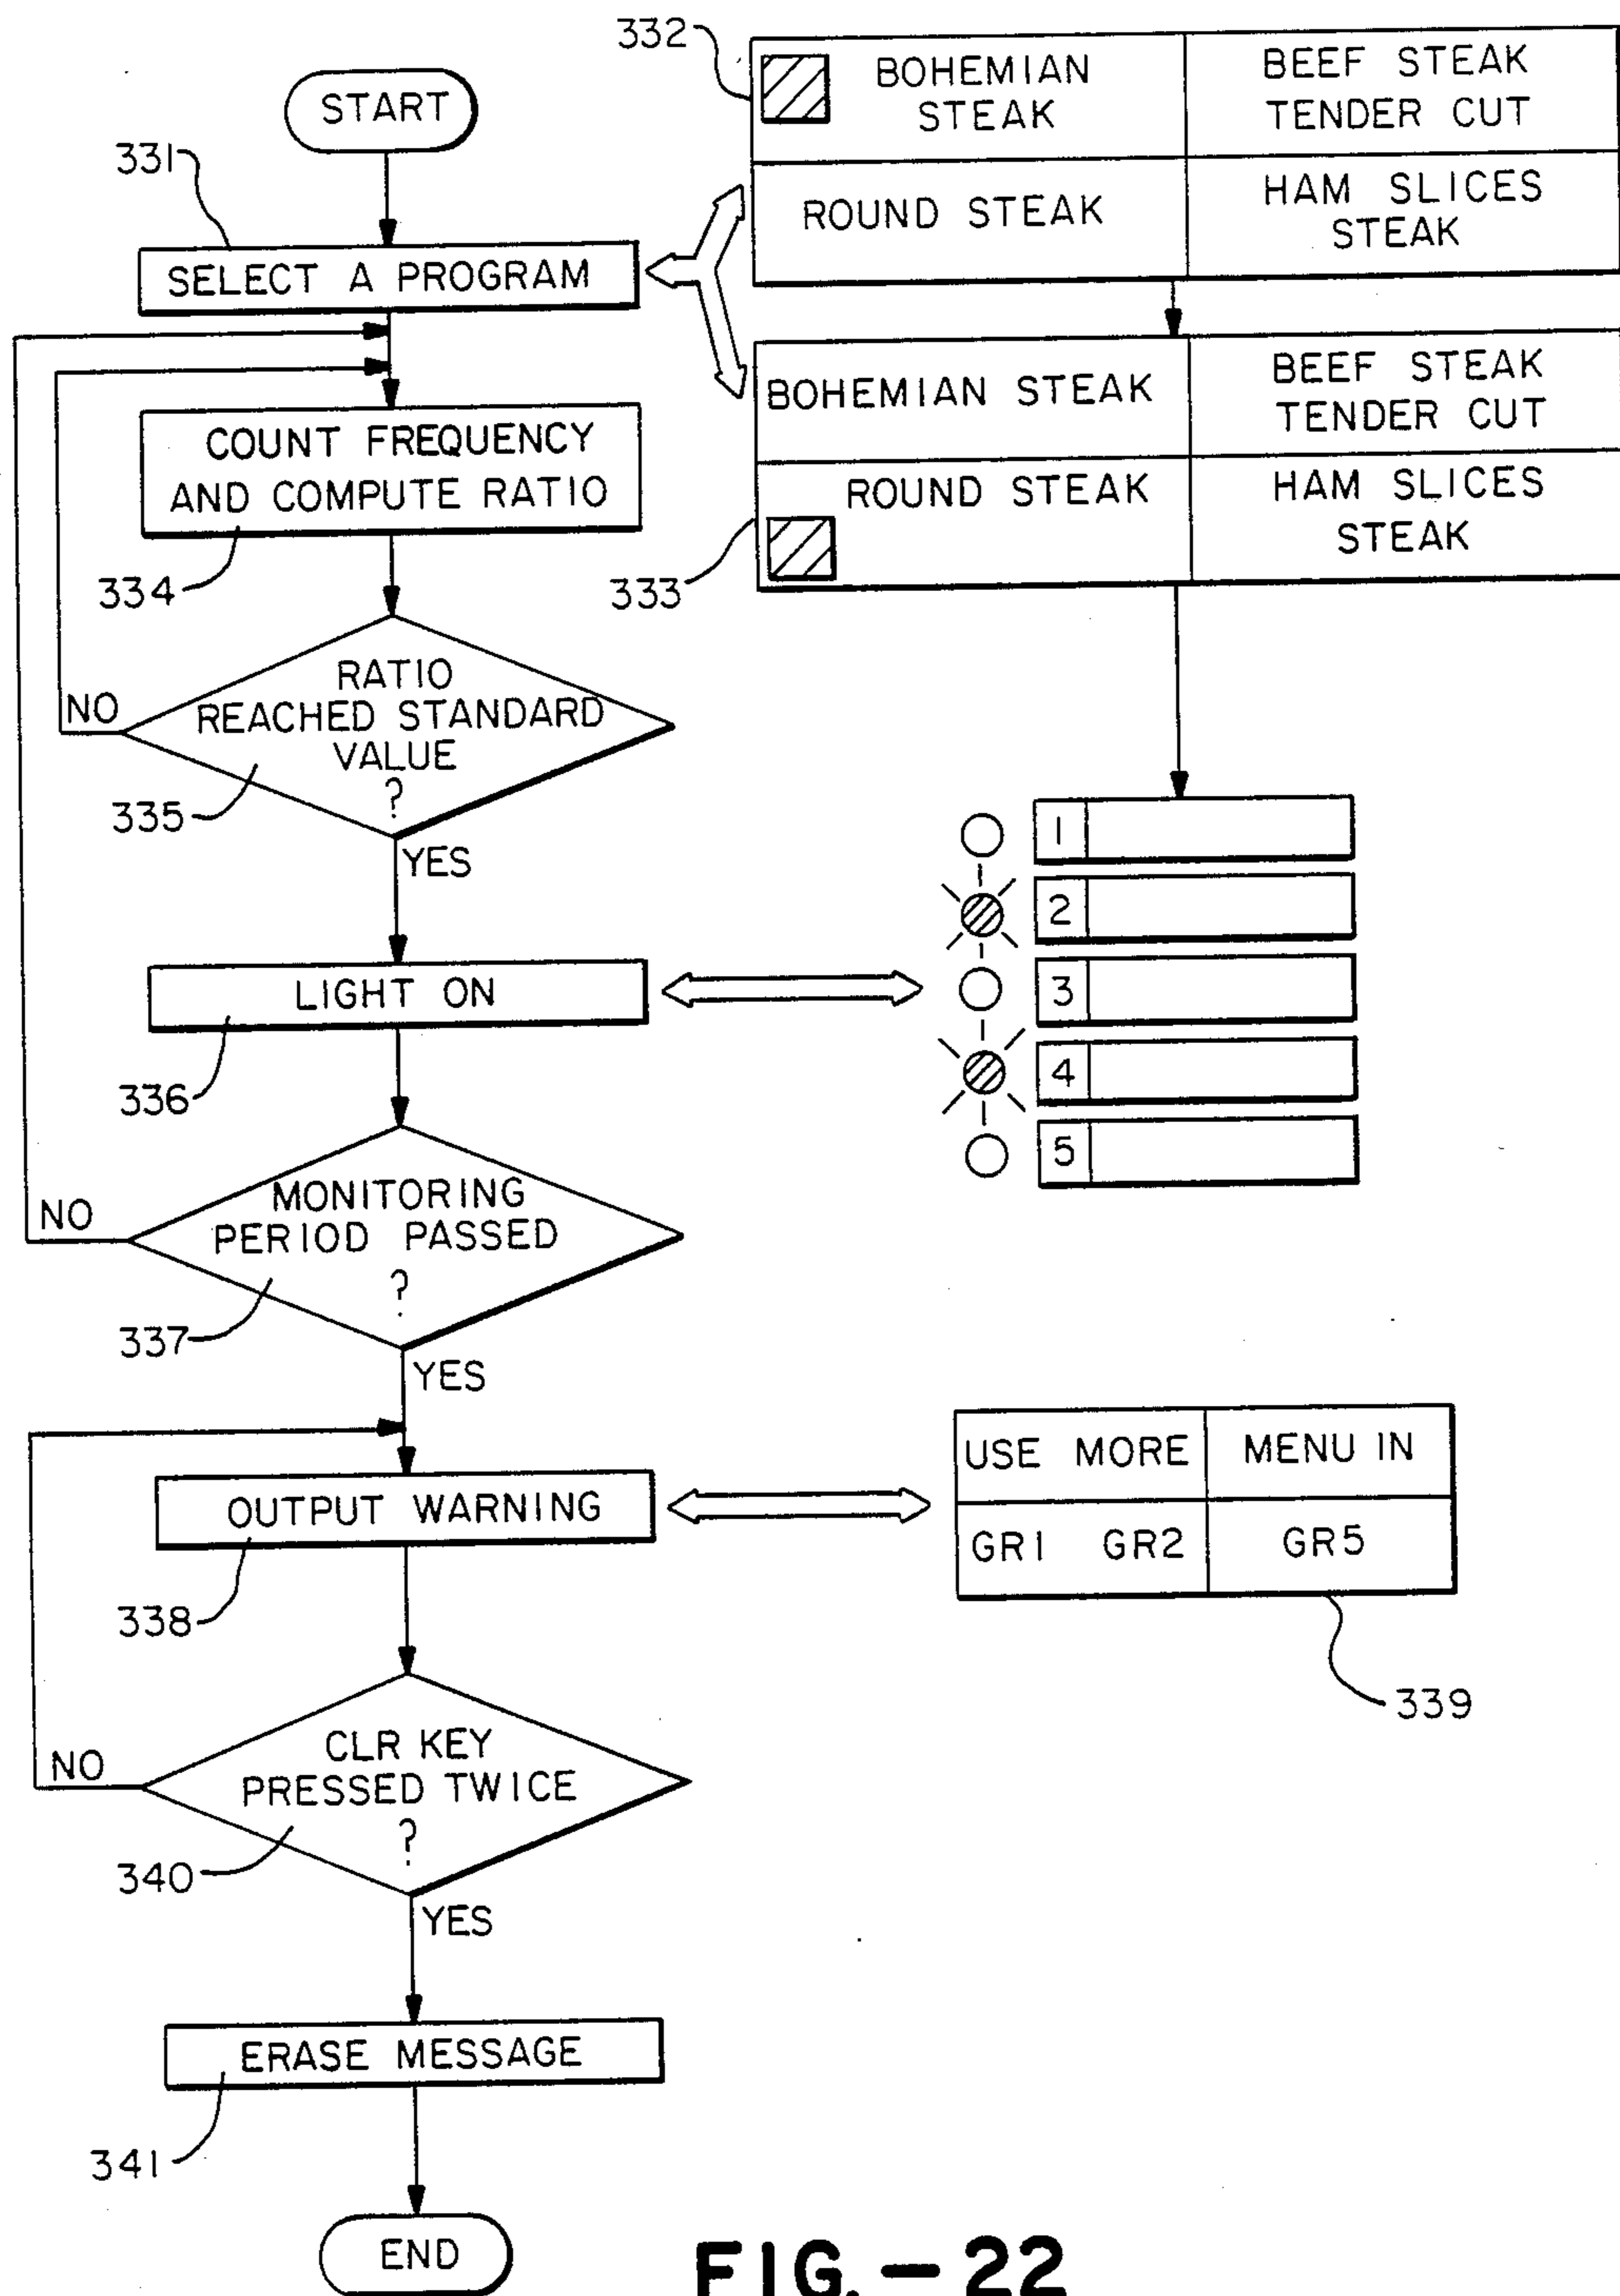 START
331
SELECT A PROGRAM
332
BOHEMIAN
STEAK
BEEF STEAK
TENDER CUT
ROUND STEAK
HAM SLICES
STEAK
333
BOHEMIAN STEAK
BEEF STEAK
TENDER CUT
ROUND STEAK
HAM SLICES
STEAK
COUNT FREQUENCY
AND COMPUTE RATIO
334
RATIO
REACHED STANDARD
VALUE
?
335
NO
YES
LIGHT ON
336
1
2
3
4
5
MONITORING
PERIOD PASSED
?
337
NO
YES
OUTPUT WARNING
338
USE MORE
MENU IN
GR1 GR2
GR5
339
CLR KEY
PRESSED TWICE
?
340
NO
YES
ERASE MESSAGE
341
END
FIG.-22